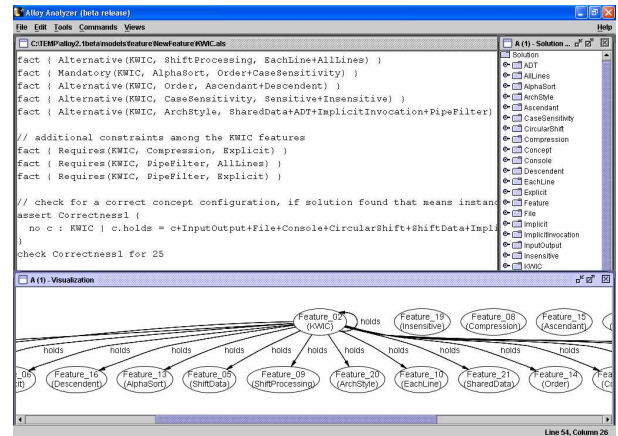 Alloy Analyzer (beta release)
File Edit Tools Commands Views Help
C:\TEMP\alloy2.1beta\models\feature\NewFeature\KWIC.als
fact { Alternative(KWIC, ShiftProcessing, EachLine+AllLines) }
fact { Mandatory(KWIC, AlphaSort, Order+CaseSensitivity) }
fact { Alternative(KWIC, Order, Ascendant+Descendent) }
fact { Alternative(KWIC, CaseSensitivity, Sensitive+Insensitive) }
fact { Alternative(KWIC, ArchStyle, SharedData+ADT+ImplicitInvocation+PipeFilter)
// additional constraints among the KWIC features
fact { Requires(KWIC, Compression, Explicit) }
fact { Requires(KWIC, PipeFilter, AllLines) }
fact { Requires(KWIC, PipeFilter, Explicit) }
// check for a correct concept configuration, if solution found that means instanc
assert Correctness1 {
no c : KWIC | c.holds = c+InputOutput+File+Console+CircularShift+ShiftData+Impli
}
check Correctness1 for 25
A (1) - Solution ...
Solution
ADT
AllLines
AlphaSort
ArchStyle
Ascendant
CaseSensitivity
CircularShift
Compression
Concept
Console
Descendent
EachLine
Explicit
Feature
File
Implicit
ImplicitInvocation
InputOutput
Insensitive
KWIC
A (1) - Visualization
Feature_02
(KWIC)
holds
Feature_19
(Insensitive)
Feature_08
(Compression)
Feature_15
(Ascendant)
holds holds holds holds holds holds holds holds holds holds
Feature_16
(Descendent)
Feature_13
(AlphaSort)
Feature_05
(ShiftData)
Feature_09
(ShiftProcessing)
Feature_20
(ArchStyle)
Feature_10
(EachLine)
Feature_21
(SharedData)
Feature_14
(Order)
Line 54, Column 26